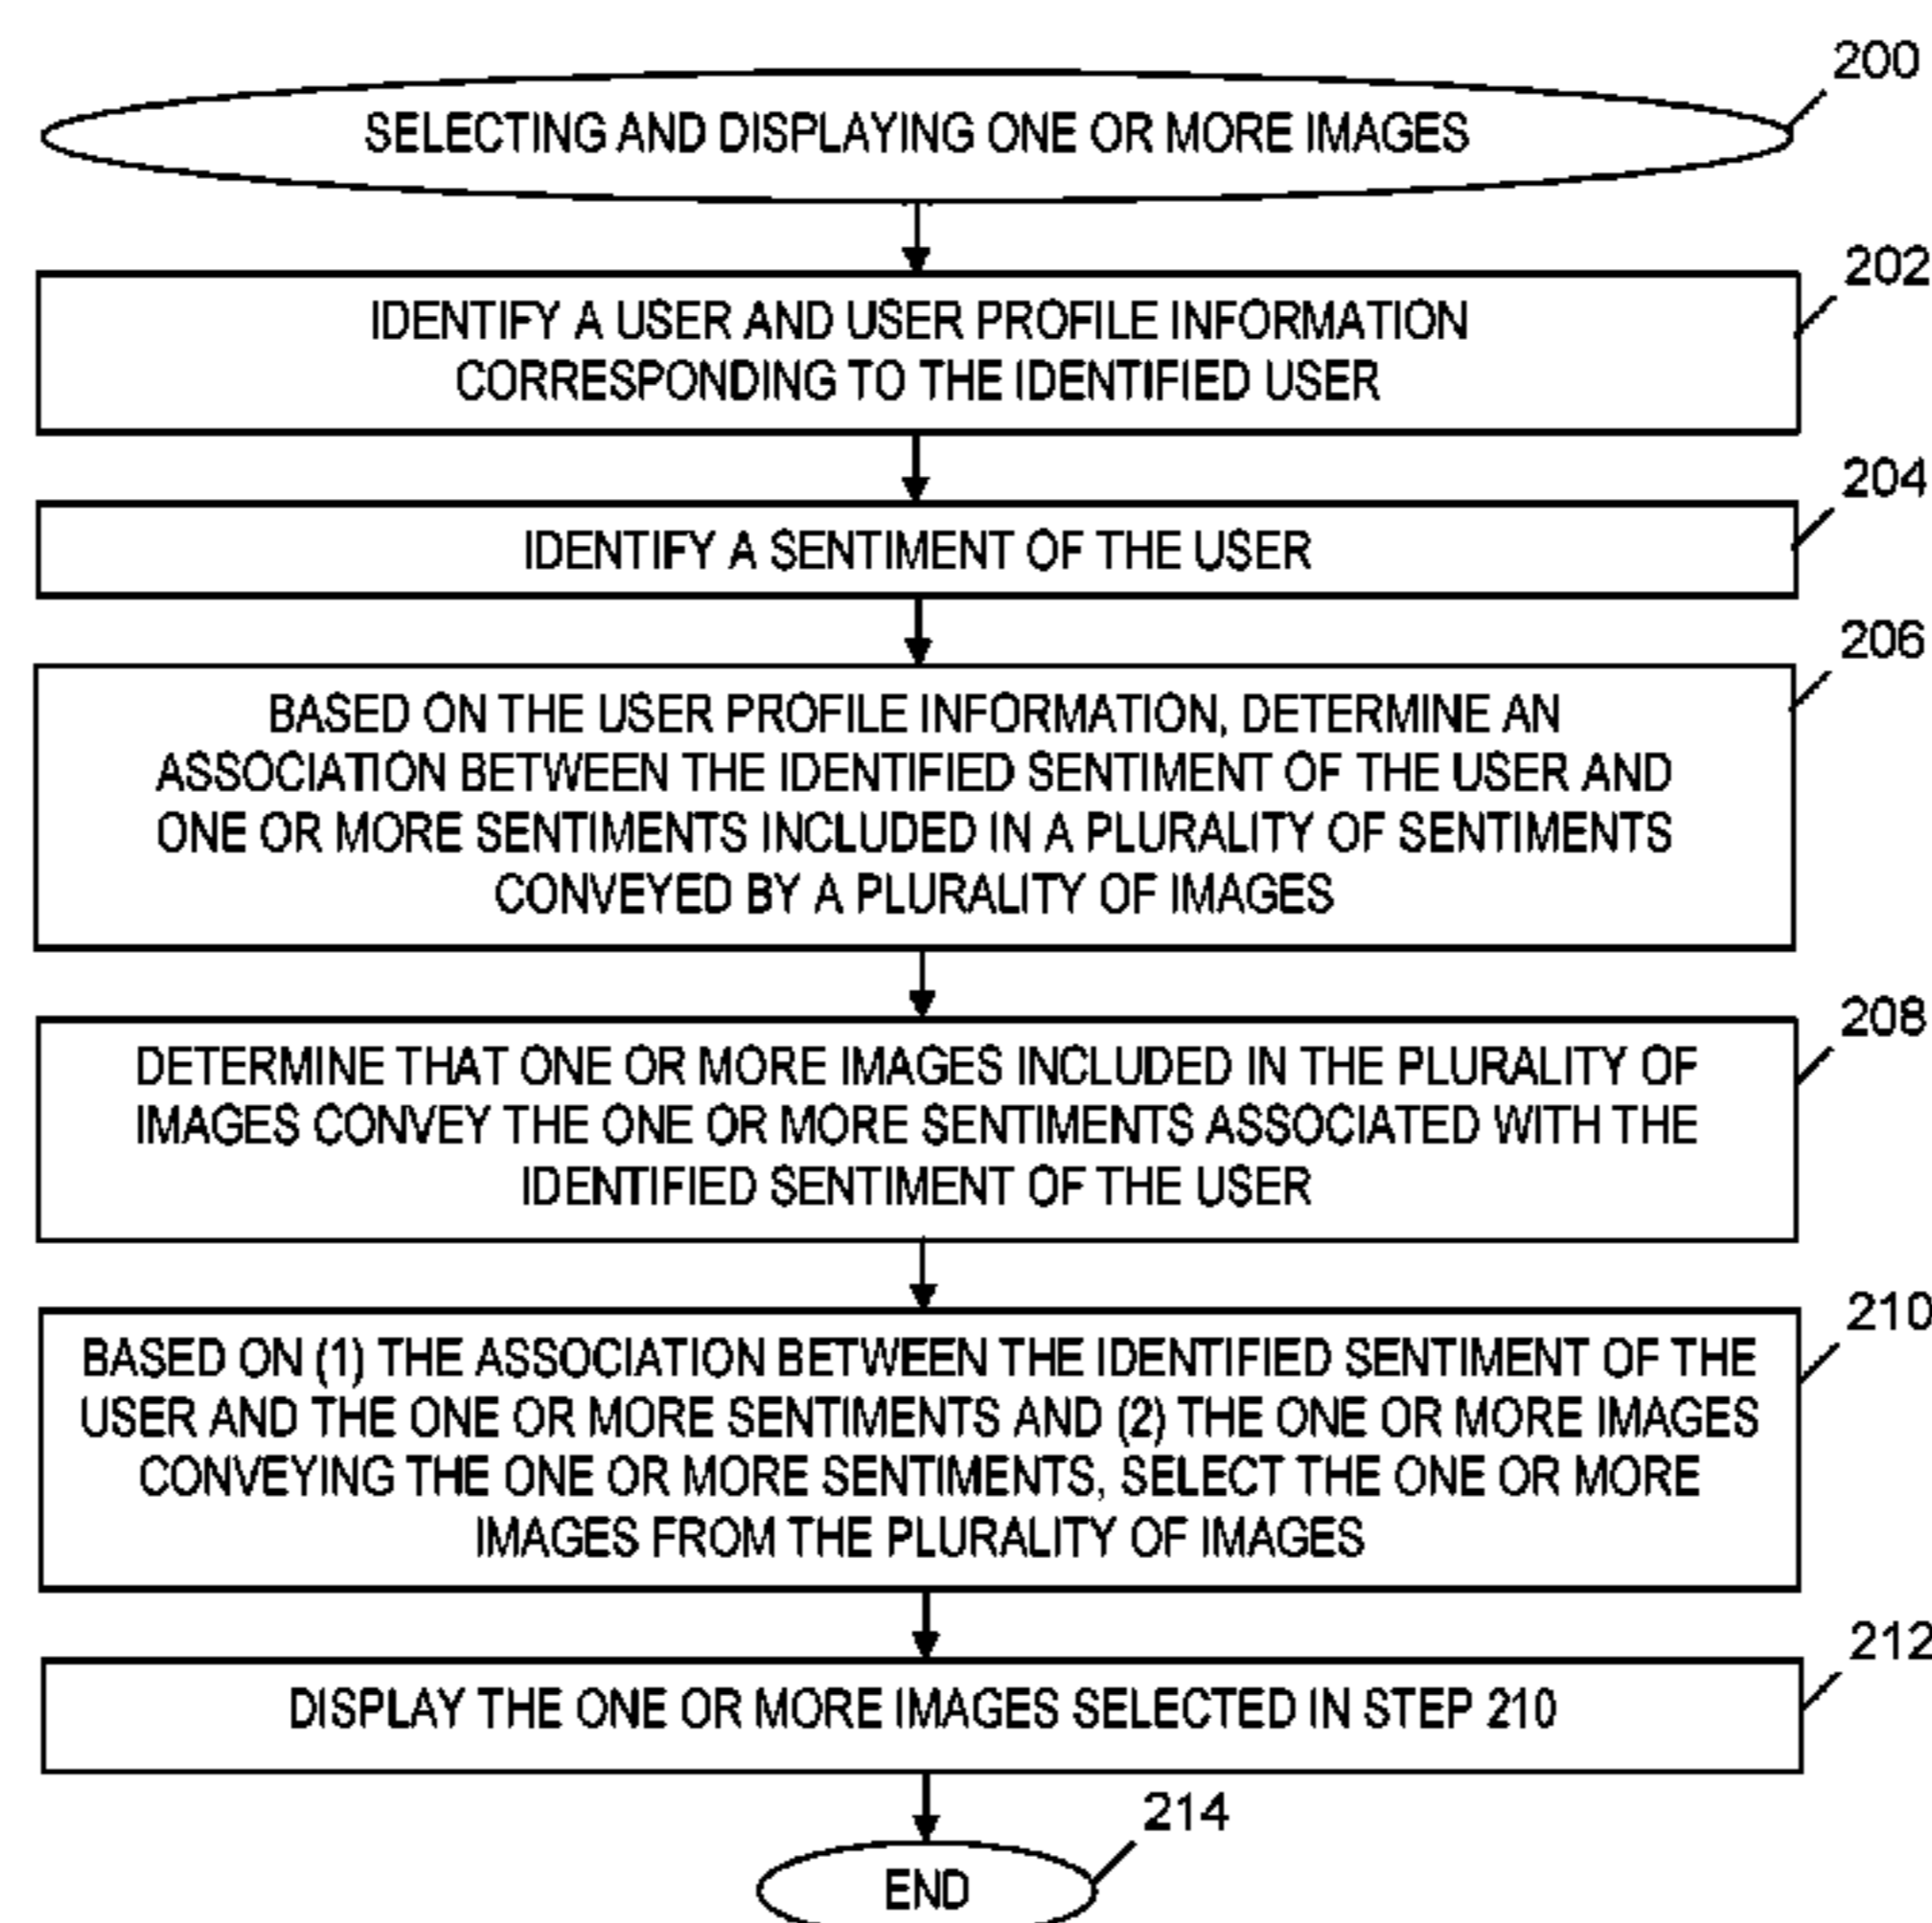 200
SELECTING AND DISPLAYING ONE OR MORE IMAGES
202
IDENTIFY A USER AND USER PROFILE INFORMATION
CORRESPONDING TO THE IDENTIFIED USER
204
IDENTIFY A SENTIMENT OF THE USER
206
BASED ON THE USER PROFILE INFORMATION, DETERMINE AN
ASSOCIATION BETWEEN THE IDENTIFIED SENTIMENT OF THE USER AND
ONE OR MORE SENTIMENTS INCLUDED IN A PLURALITY OF SENTIMENTS
CONVEYED BY A PLURALITY OF IMAGES
208
DETERMINE THAT ONE OR MORE IMAGES INCLUDED IN THE PLURALITY OF
IMAGES CONVEY THE ONE OR MORE SENTIMENTS ASSOCIATED WITH THE
IDENTIFIED SENTIMENT OF THE USER
210
BASED ON (1) THE ASSOCIATION BETWEEN THE IDENTIFIED SENTIMENT OF THE
USER AND THE ONE OR MORE SENTIMENTS AND (2) THE ONE OR MORE IMAGES
CONVEYING THE ONE OR MORE SENTIMENTS, SELECT THE ONE OR MORE
IMAGES FROM THE PLURALITY OF IMAGES
212
DISPLAY THE ONE OR MORE IMAGES SELECTED IN STEP 210
214
END